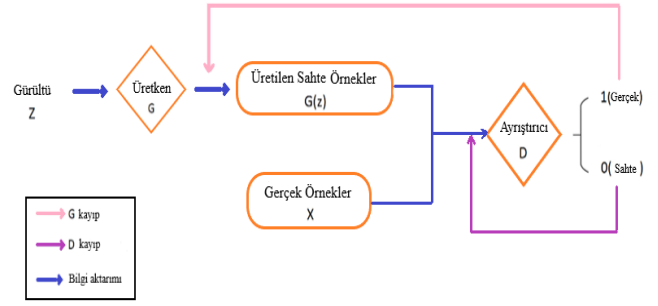 Gürültü
Z
Üretken
G
Üretilen Sahte Örnekler
G(z)
Gerçek Örnekler
X
Ayrıştırıcı
D
1(Gerçek)
0( Sahte )
G kayıp
D kayıp
Bilgi aktarımı